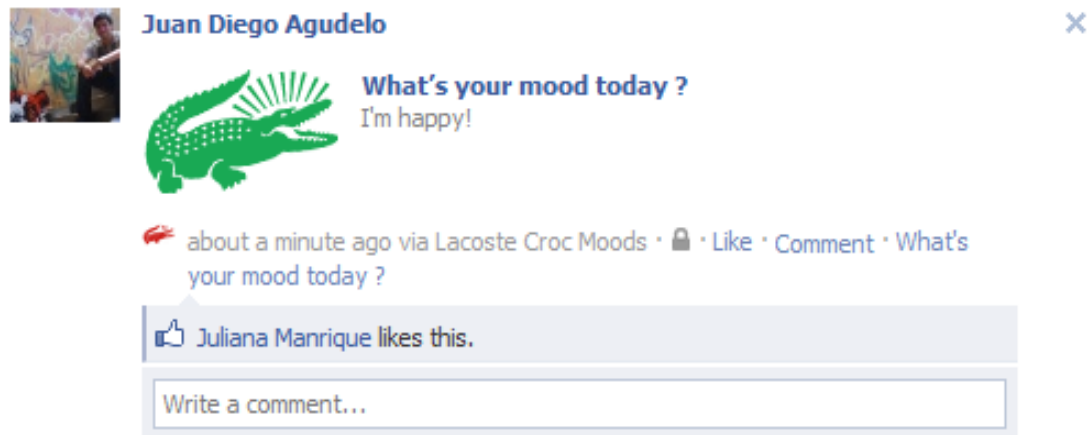 Juan Diego Agudelo
What's your mood today ?
I'm happy!
about a minute ago via Lacoste Croc Moods · · Like · Comment · What's
your mood today ?
Juliana Manrique likes this.
Write a comment...